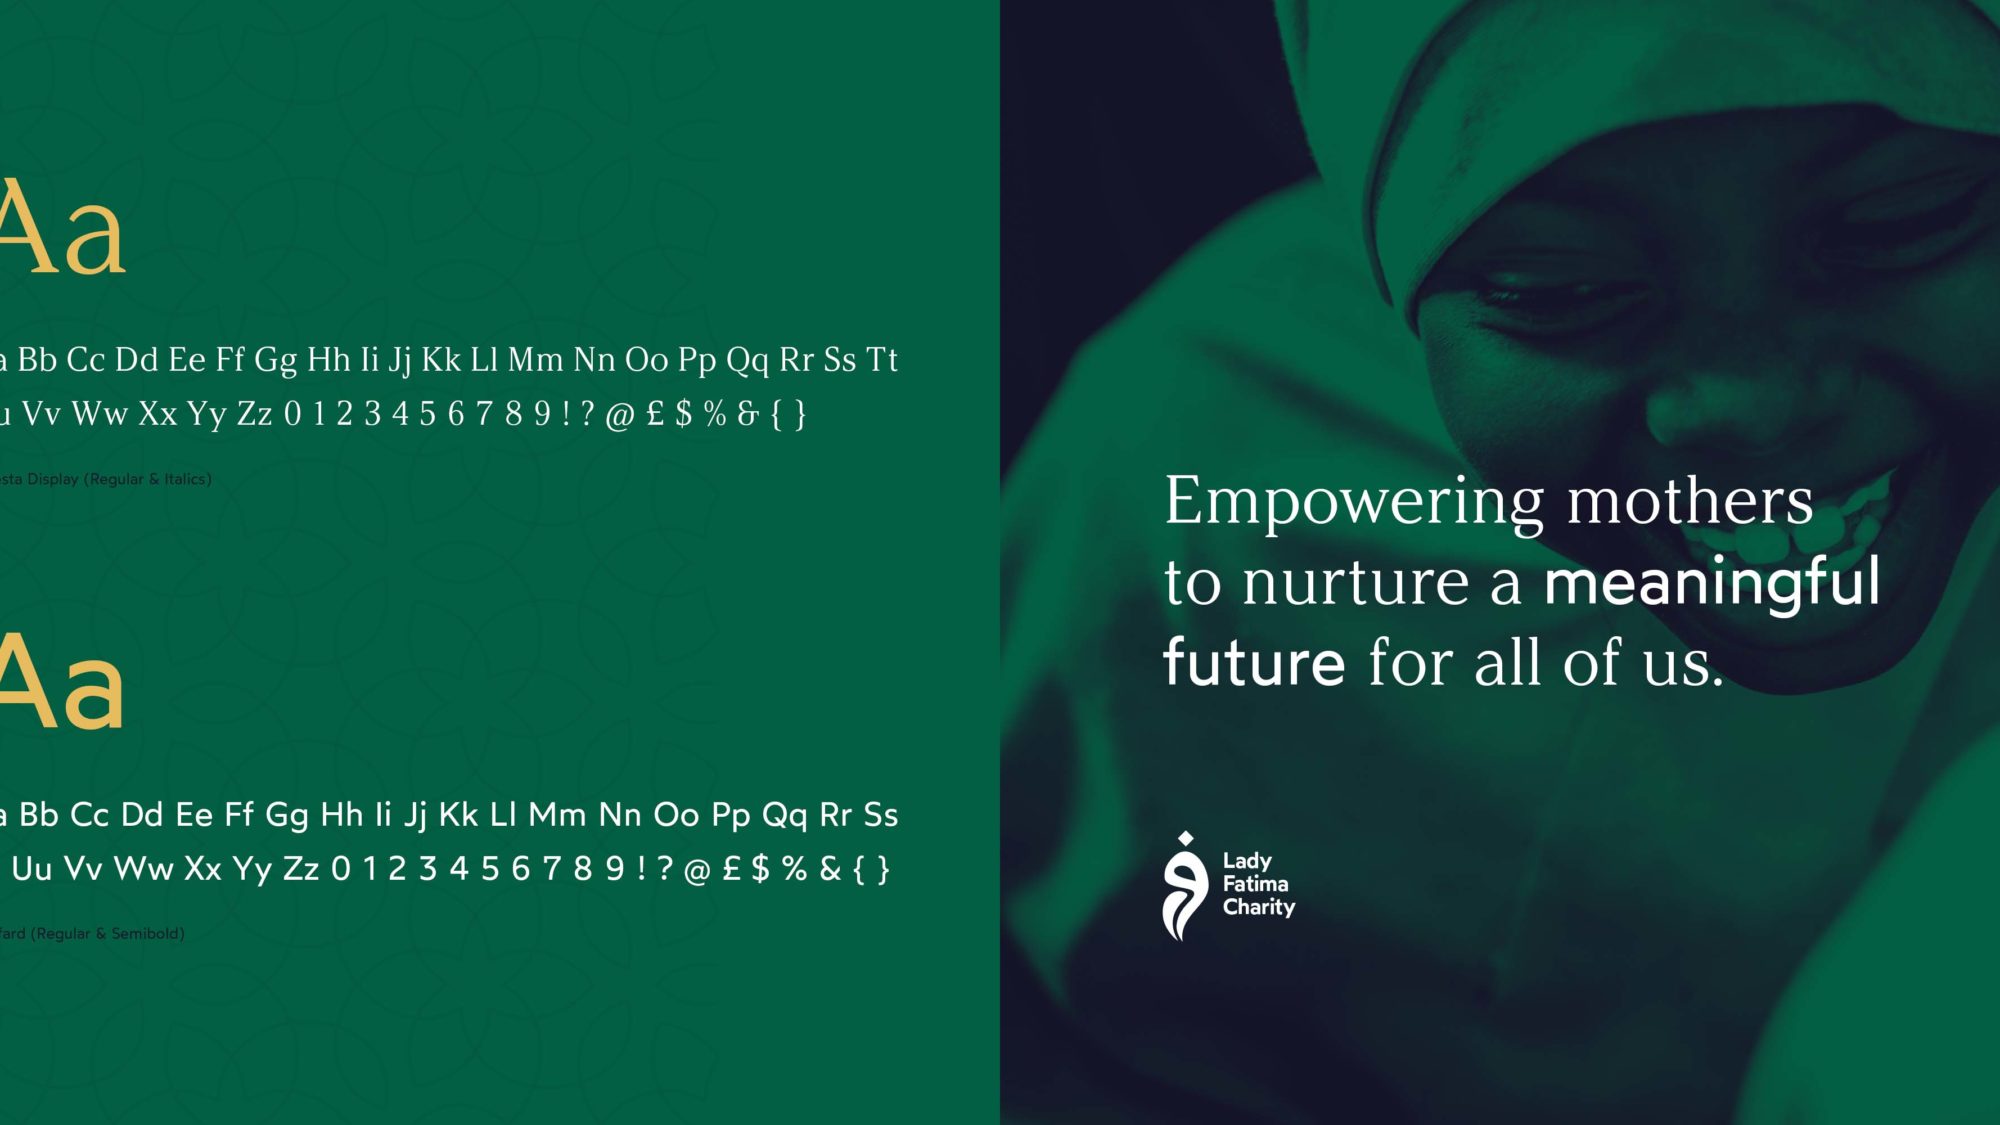 Aa
a Bb Cc Dd Ee Ff Gg Hh Ii Jj Kk Ll Mm Nn Oo Pp Qq Rr Ss Tt
u Vv Ww Xx Yy Zz 0 1 2 3 4 5 6 7 8 9 ! ? @ £ $ % & { }
sta Display (Regular & Italics)
Aa
a Bb Cc Dd Ee Ff Gg Hh Ii Jj Kk Ll Mm Nn Oo Pp Qq Rr Ss
Uu Vv Ww Xx Yy Zz 0 1 2 3 4 5 6 7 8 9 ! ? @ £ $ % & { }
fard (Regular & Semibold)
Empowering mothers
to nurture a meaningful
future for all of us.
Lady
Fatima
Charity